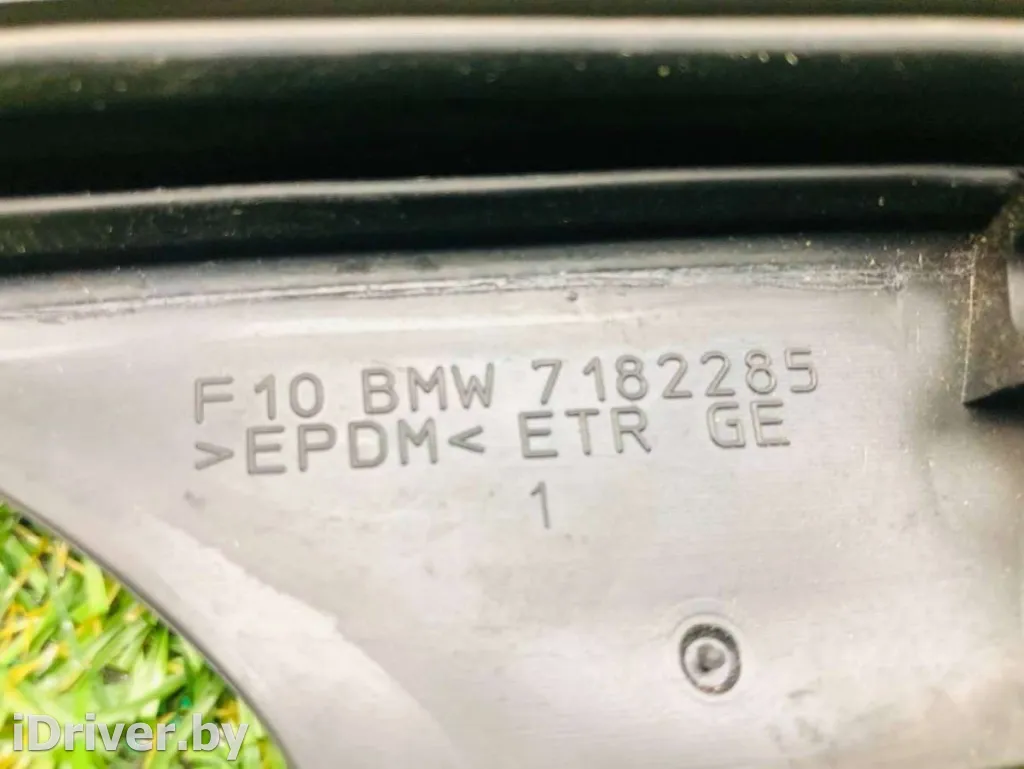 F10 BMW 7182285
>EPDM< ETR GE
1
iDriver.by